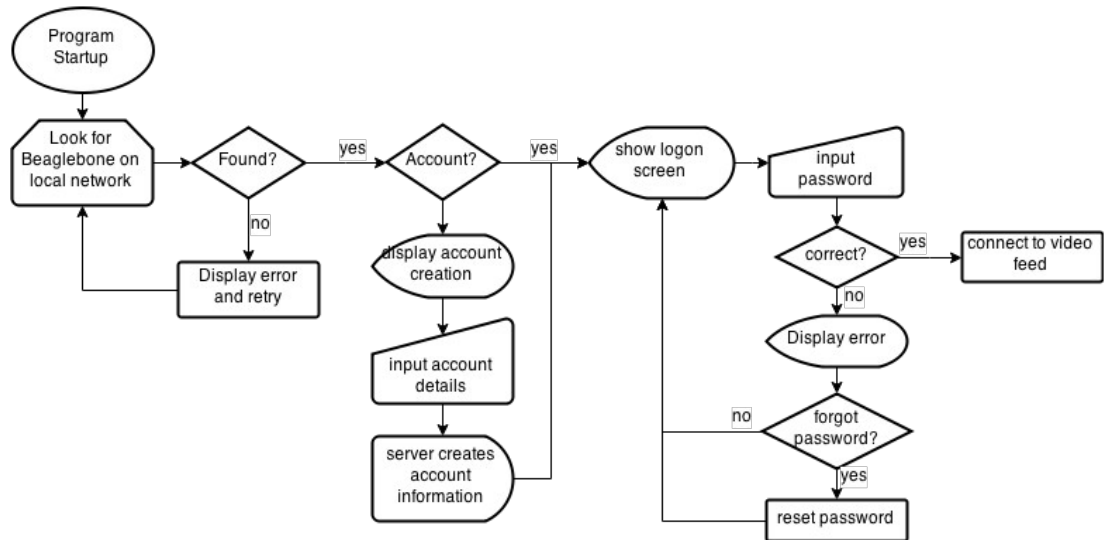 Program
Startup
Look for
Beaglebone on
local network
Found?
yes
no
Display error
and retry
Account?
yes
display account
creation
input account
details
server creates
account
information
show logon
screen
input
password
correct?
yes
connect to video
feed
no
Display error
forgot
password?
no
yes
reset password